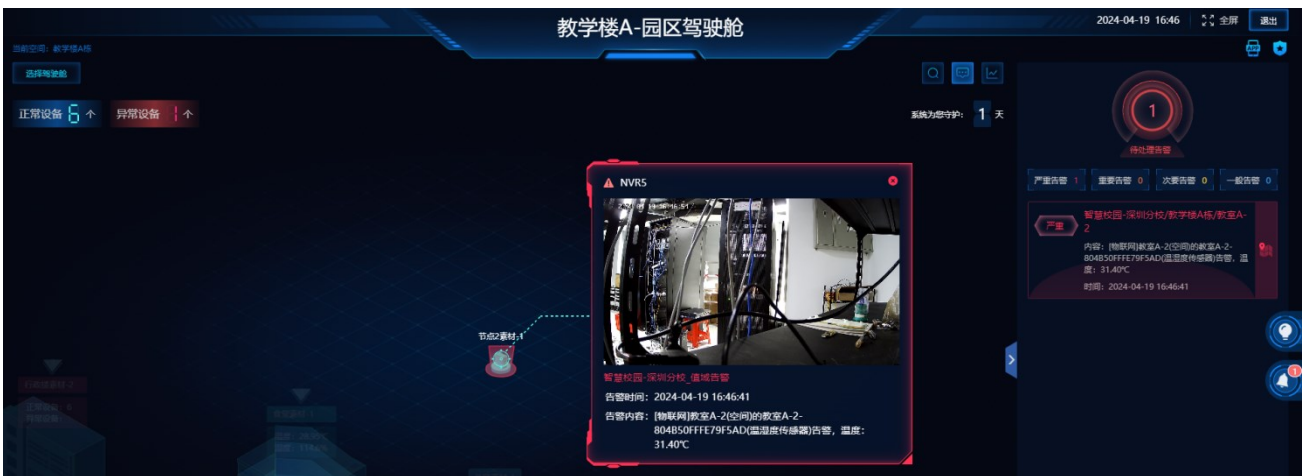 教学楼A-园区驾驶舱
2024-04-19 16:46 全屏 退出
当前空间：教学楼A栋
选择驾驶舱
正常设备 6 个 异常设备 1 个
系统为您守护： 1 天
1
待处理告警
严重告警 1 重要告警 0 次要告警 0 一般告警 0
严重
智慧校园-深圳分校/教学楼A栋/教室A-
2
内容：[物联网]教室A-2(空间)的教室A-2-
804B50FFFE79F5AD(温湿度传感器)告警，温
度：31.40℃
时间：2024-04-19 16:46:41
NVR5
智慧校园-深圳分校_值域告警
告警时间：2024-04-19 16:46:41
告警内容：[物联网]教室A-2(空间)的教室A-2-
804B50FFFE79F5AD(温湿度传感器)告警，温度：
31.40℃
节点2素材-1
APP
1